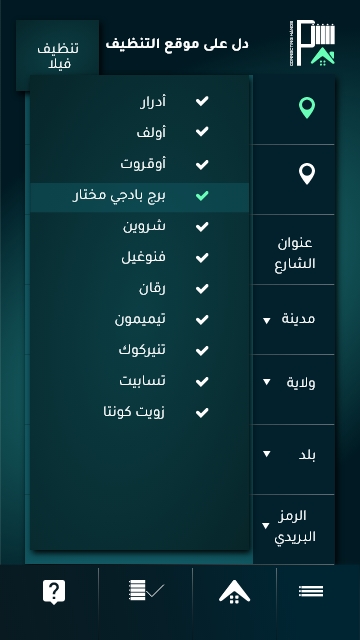 CONNECTING HANDS
دل على موقع التنظيف
تنظيف
فيلا
أدرار
أولف
أوقروت
برج بادجي مختار
شروين
فنوغيل
رقان
تيميمون
تنيركوك
تسابيت
زويت كونتا
عنوان
الشارع
مدينة
ولاية
بلد
الرمز
البريدي